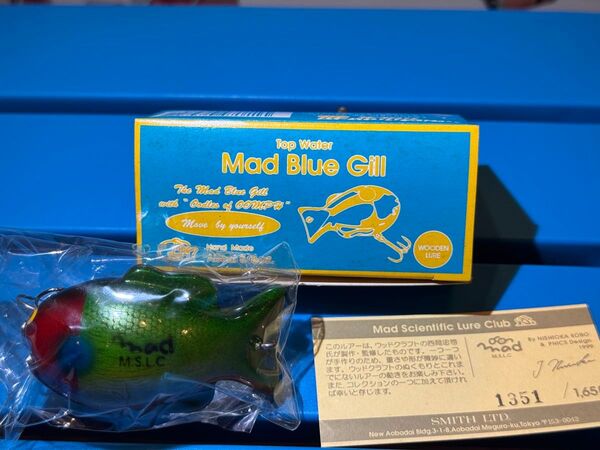 Top Water
Mad Blue Gill
The Mad Blue Gill
with "Oodles of OOMPH"
Move by yourself
Hand Made
WOODEN
LURE
mad
M.S.L.C
Mad Scientific Lure Club
mad
M.S.L.C
By NISHIOKA KOBO
& PHICS Design
1999
このルアーは、ウッドクラフトの西岡忠司
氏が製作・監修したものです。一つ一つ
が手作りのため、重さや形が微妙に違い
ます。ウッドクラフトのぬくもりとこれま
でにないルアーの動きをお楽しみ下さい。
また、コレクションの一つに加えて頂けれ
ば幸いと存じます。
1351
SMITH LTD.
New Aobadai Bldg.3-1-8,Aobadai Meguro-ku,Tokyo 〒153-0042